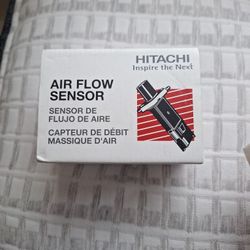 HITACHI
Inspire the Next
AIR FLOW
SENSOR
SENSOR DE
FLUJO DE AIRE
CAPTEUR DE DÉBIT
MASSIQUE D'AIR